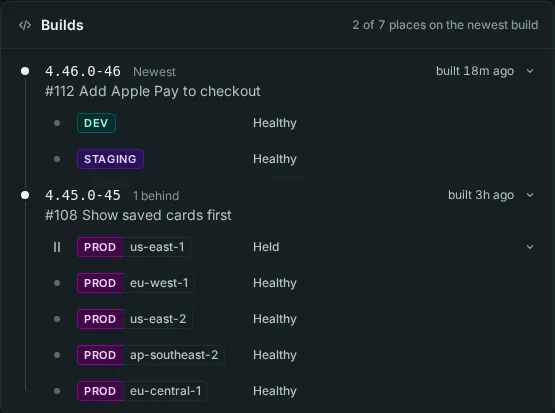 Builds 2 of 7 places on the newest build
4.46.0-46 Newest built 18m ago
#112 Add Apple Pay to checkout
DEV Healthy
STAGING Healthy
4.45.0-45 1 behind built 3h ago
#108 Show saved cards first
PROD us-east-1 Held
PROD eu-west-1 Healthy
PROD us-east-2 Healthy
PROD ap-southeast-2 Healthy
PROD eu-central-1 Healthy